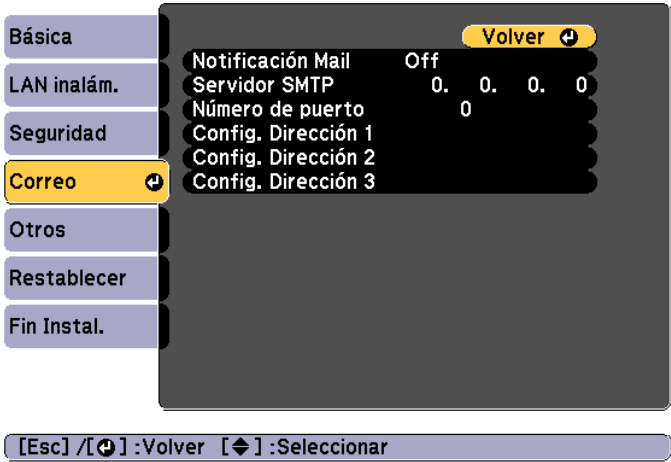 Básica
LAN inalám.
Seguridad
Correo
Otros
Restablecer
Fin Instal.
Volver
Notificación Mail Off
Servidor SMTP 0. 0. 0. 0
Número de puerto 0
Config. Dirección 1
Config. Dirección 2
Config. Dirección 3
[Esc] /[⏎] :Volver [◆] :Seleccionar